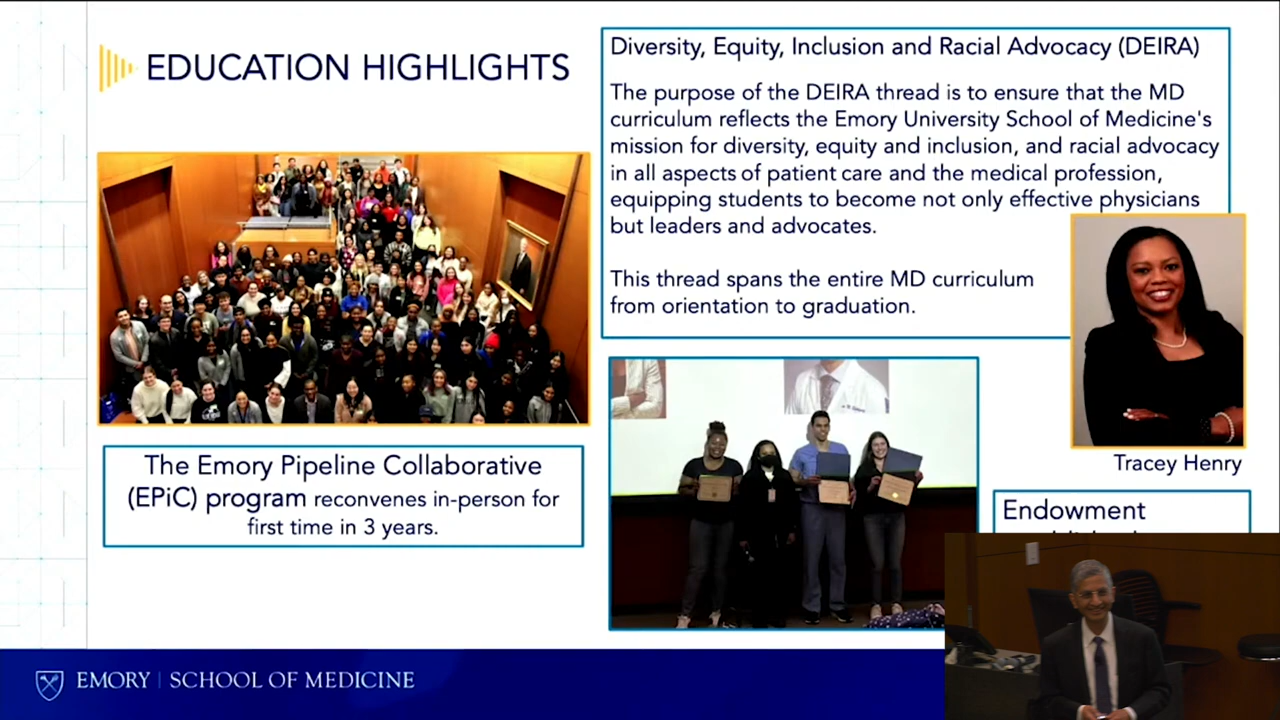 EDUCATION HIGHLIGHTS
Diversity, Equity, Inclusion and Racial Advocacy (DEIRA)
The purpose of the DEIRA thread is to ensure that the MD
curriculum reflects the Emory University School of Medicine's
mission for diversity, equity and inclusion, and racial advocacy
in all aspects of patient care and the medical profession,
equipping students to become not only effective physicians
but leaders and advocates.
This thread spans the entire MD curriculum
from orientation to graduation.
Tracey Henry
The Emory Pipeline Collaborative
(EPiC) program reconvenes in-person for
first time in 3 years.
Endowment
EMORY | SCHOOL OF MEDICINE